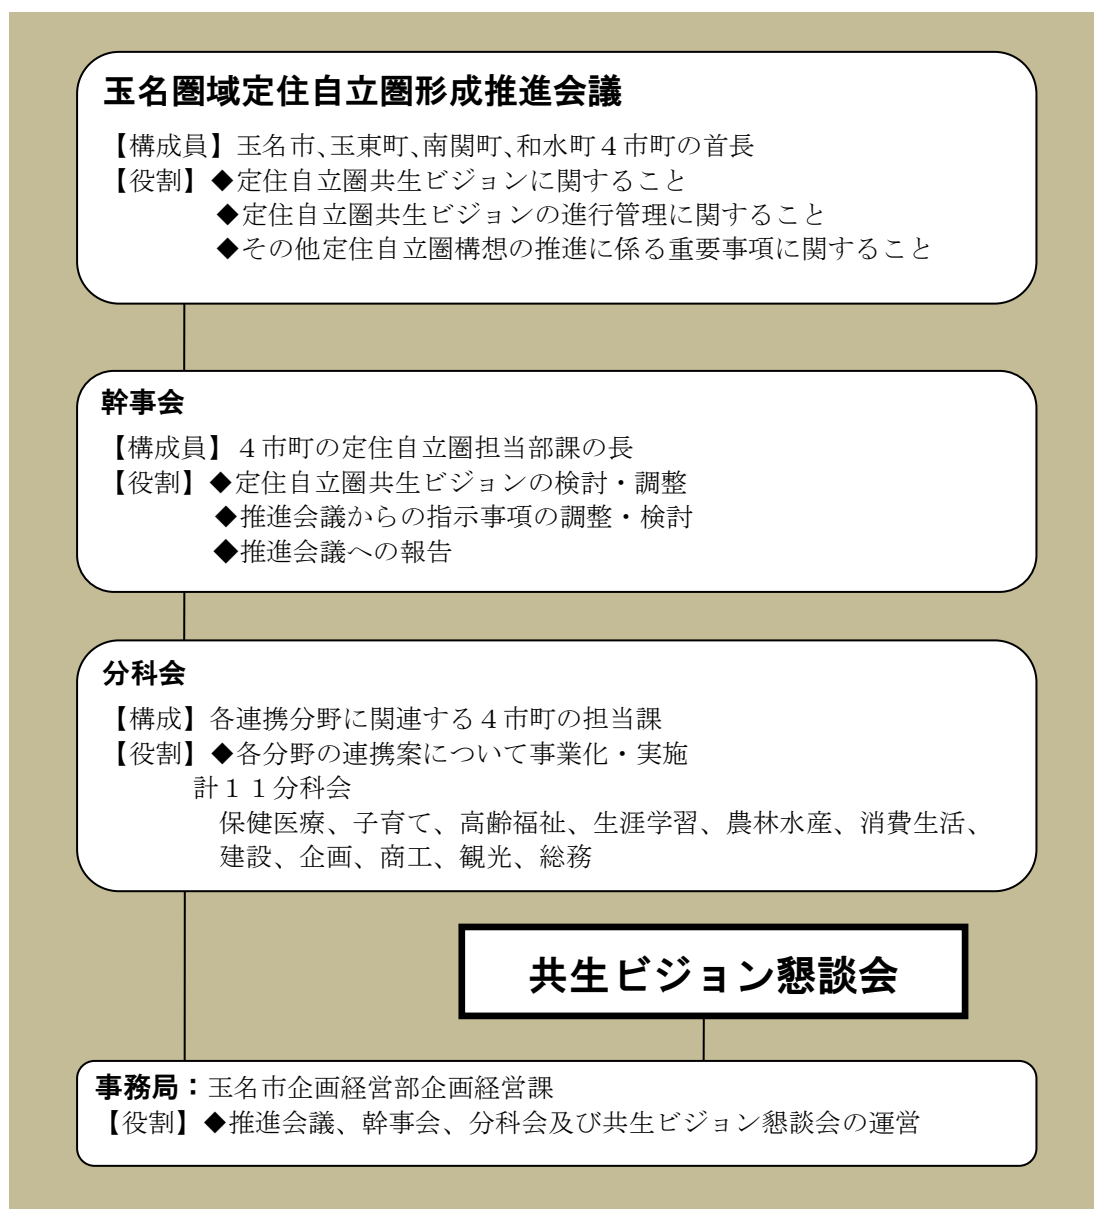 玉名圏域定住自立圏形成推進会議
【構成員】玉名市、玉東町、南関町、和水町４市町の首長
【役割】◆定住自立圏共生ビジョンに関すること
◆定住自立圏共生ビジョンの進行管理に関すること
◆その他定住自立圏構想の推進に係る重要事項に関すること
幹事会
【構成員】４市町の定住自立圏担当部課の長
【役割】◆定住自立圏共生ビジョンの検討・調整
◆推進会議からの指示事項の調整・検討
◆推進会議への報告
分科会
【構成】各連携分野に関連する４市町の担当課
【役割】◆各分野の連携案について事業化・実施
計１１分科会
保健医療、子育て、高齢福祉、生涯学習、農林水産、消費生活、
建設、企画、商工、観光、総務
共生ビジョン懇談会
事務局：玉名市企画経営部企画経営課
【役割】◆推進会議、幹事会、分科会及び共生ビジョン懇談会の運営